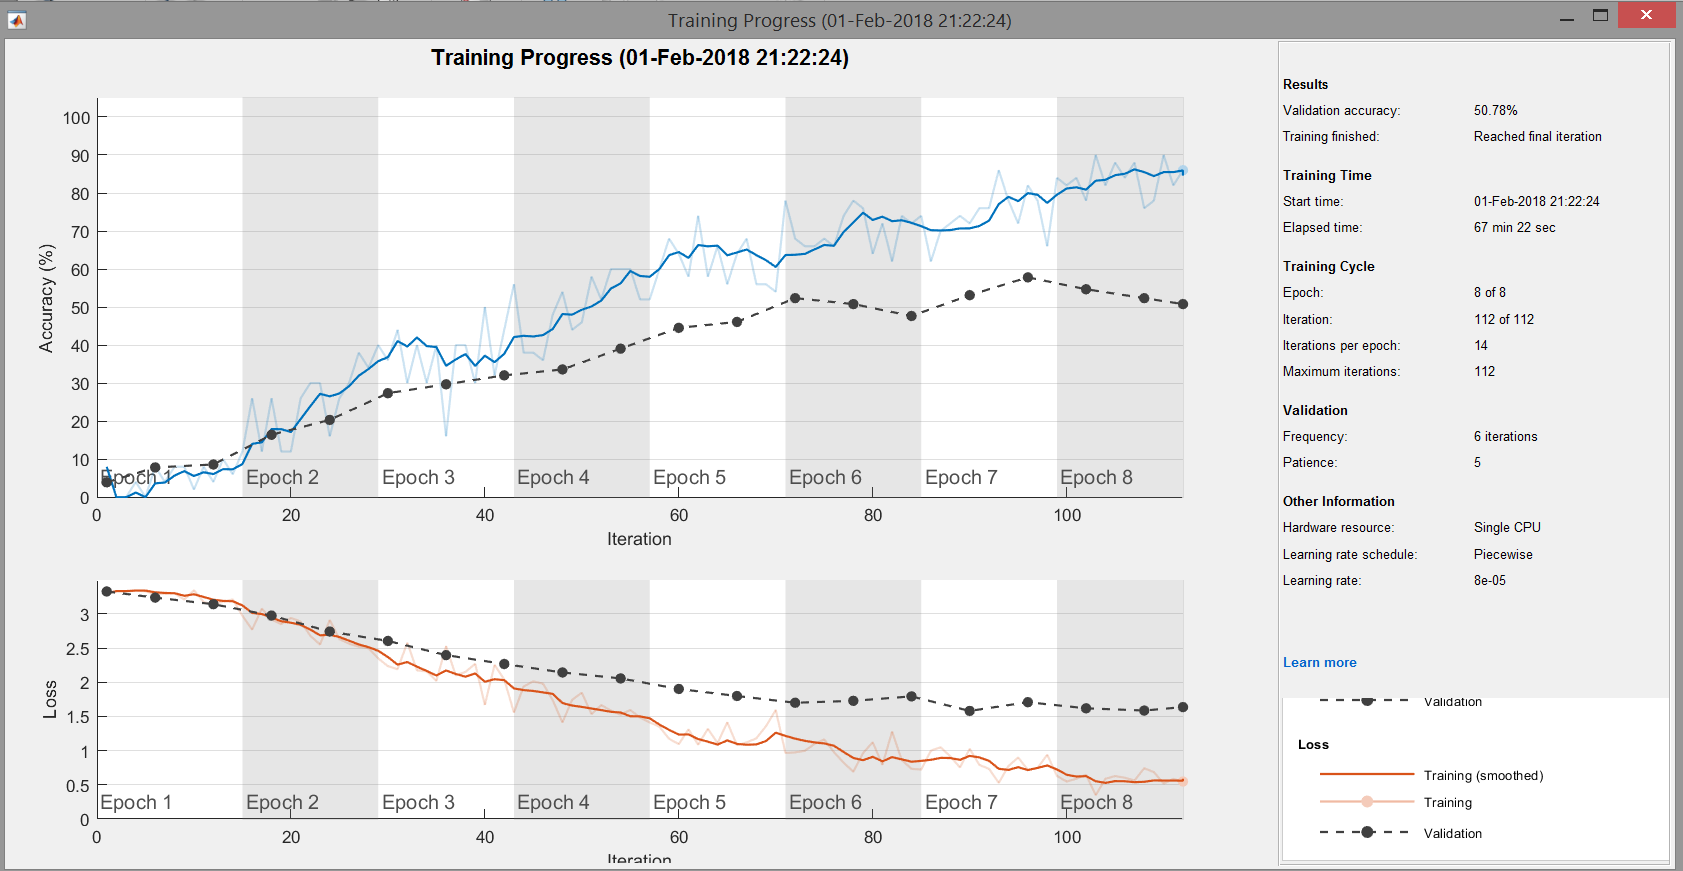 Training Progress (01-Feb-2018 21:22:24)
Training Progress (01-Feb-2018 21:22:24)
Accuracy (%)
100
90
80
70
60
50
40
30
20
10
0
Epoch 1 Epoch 2 Epoch 3 Epoch 4 Epoch 5 Epoch 6 Epoch 7 Epoch 8
0 20 40 60 80 100
Iteration
Loss
3
2.5
2
1.5
1
0.5
0
Epoch 1 Epoch 2 Epoch 3 Epoch 4 Epoch 5 Epoch 6 Epoch 7 Epoch 8
0 20 40 60 80 100
Iteration
Results
Validation accuracy: 50.78%
Training finished: Reached final iteration
Training Time
Start time: 01-Feb-2018 21:22:24
Elapsed time: 67 min 22 sec
Training Cycle
Epoch: 8 of 8
Iteration: 112 of 112
Iterations per epoch: 14
Maximum iterations: 112
Validation
Frequency: 6 iterations
Patience: 5
Other Information
Hardware resource: Single CPU
Learning rate schedule: Piecewise
Learning rate: 8e-05
Learn more
Validation
Loss
Training (smoothed)
Training
Validation